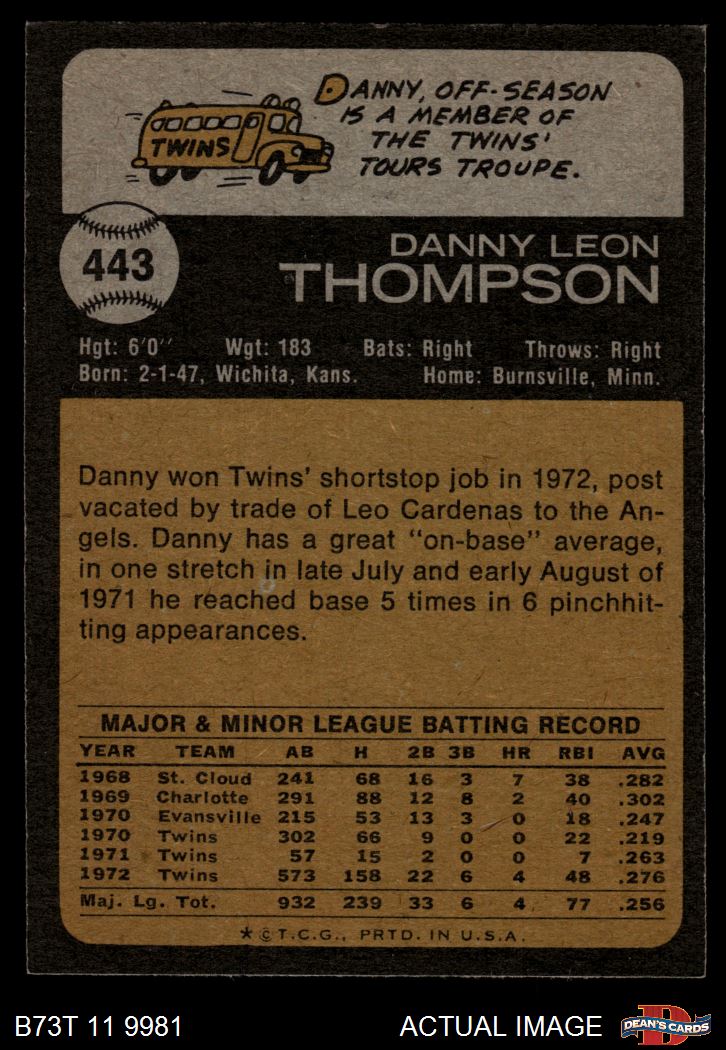 DANNY, OFF-SEASON
IS A MEMBER OF
THE TWINS'
TOURS TROUPE.
TWINS
443
DANNY LEON
THOMPSON
Hgt: 6'0" Wgt: 183 Bats: Right Throws: Right
Born: 2-1-47, Wichita, Kans. Home: Burnsville, Minn.
Danny won Twins' shortstop job in 1972, post
vacated by trade of Leo Cardenas to the An-
gels. Danny has a great "on-base" average,
in one stretch in late July and early August of
1971 he reached base 5 times in 6 pinchhit-
ting appearances.
MAJOR & MINOR LEAGUE BATTING RECORD
YEAR TEAM AB H 2B 3B HR RBI AVG
1968 St. Cloud 241 68 16 3 7 38 .282
1969 Charlotte 291 88 12 8 2 40 .302
1970 Evansville 215 53 13 3 0 18 .247
1970 Twins 302 66 9 0 0 22 .219
1971 Twins 57 15 2 0 0 7 .263
1972 Twins 573 158 22 6 4 48 .276
Maj. Lg. Tot. 932 239 33 6 4 77 .256
★ © T.C.G., PRTD. IN U.S.A.
B73T 11 9981 ACTUAL IMAGE
D
DEAN'S CARDS